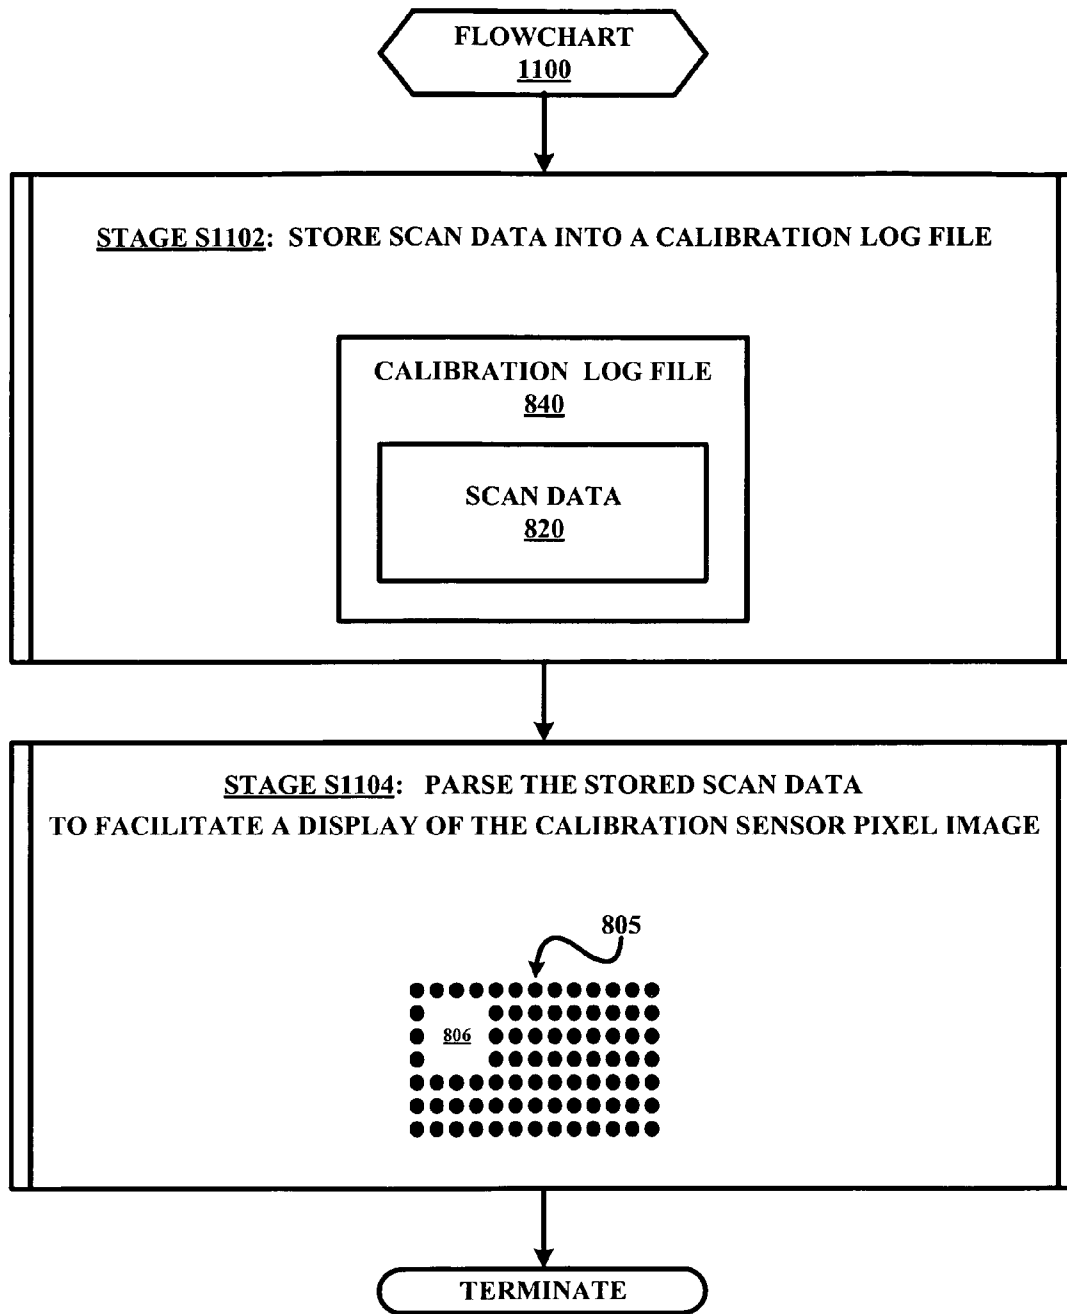 FLOWCHART
1100
STAGE S1102: STORE SCAN DATA INTO A CALIBRATION LOG FILE
CALIBRATION LOG FILE
840
SCAN DATA
820
STAGE S1104: PARSE THE STORED SCAN DATA
TO FACILITATE A DISPLAY OF THE CALIBRATION SENSOR PIXEL IMAGE
805
806
TERMINATE